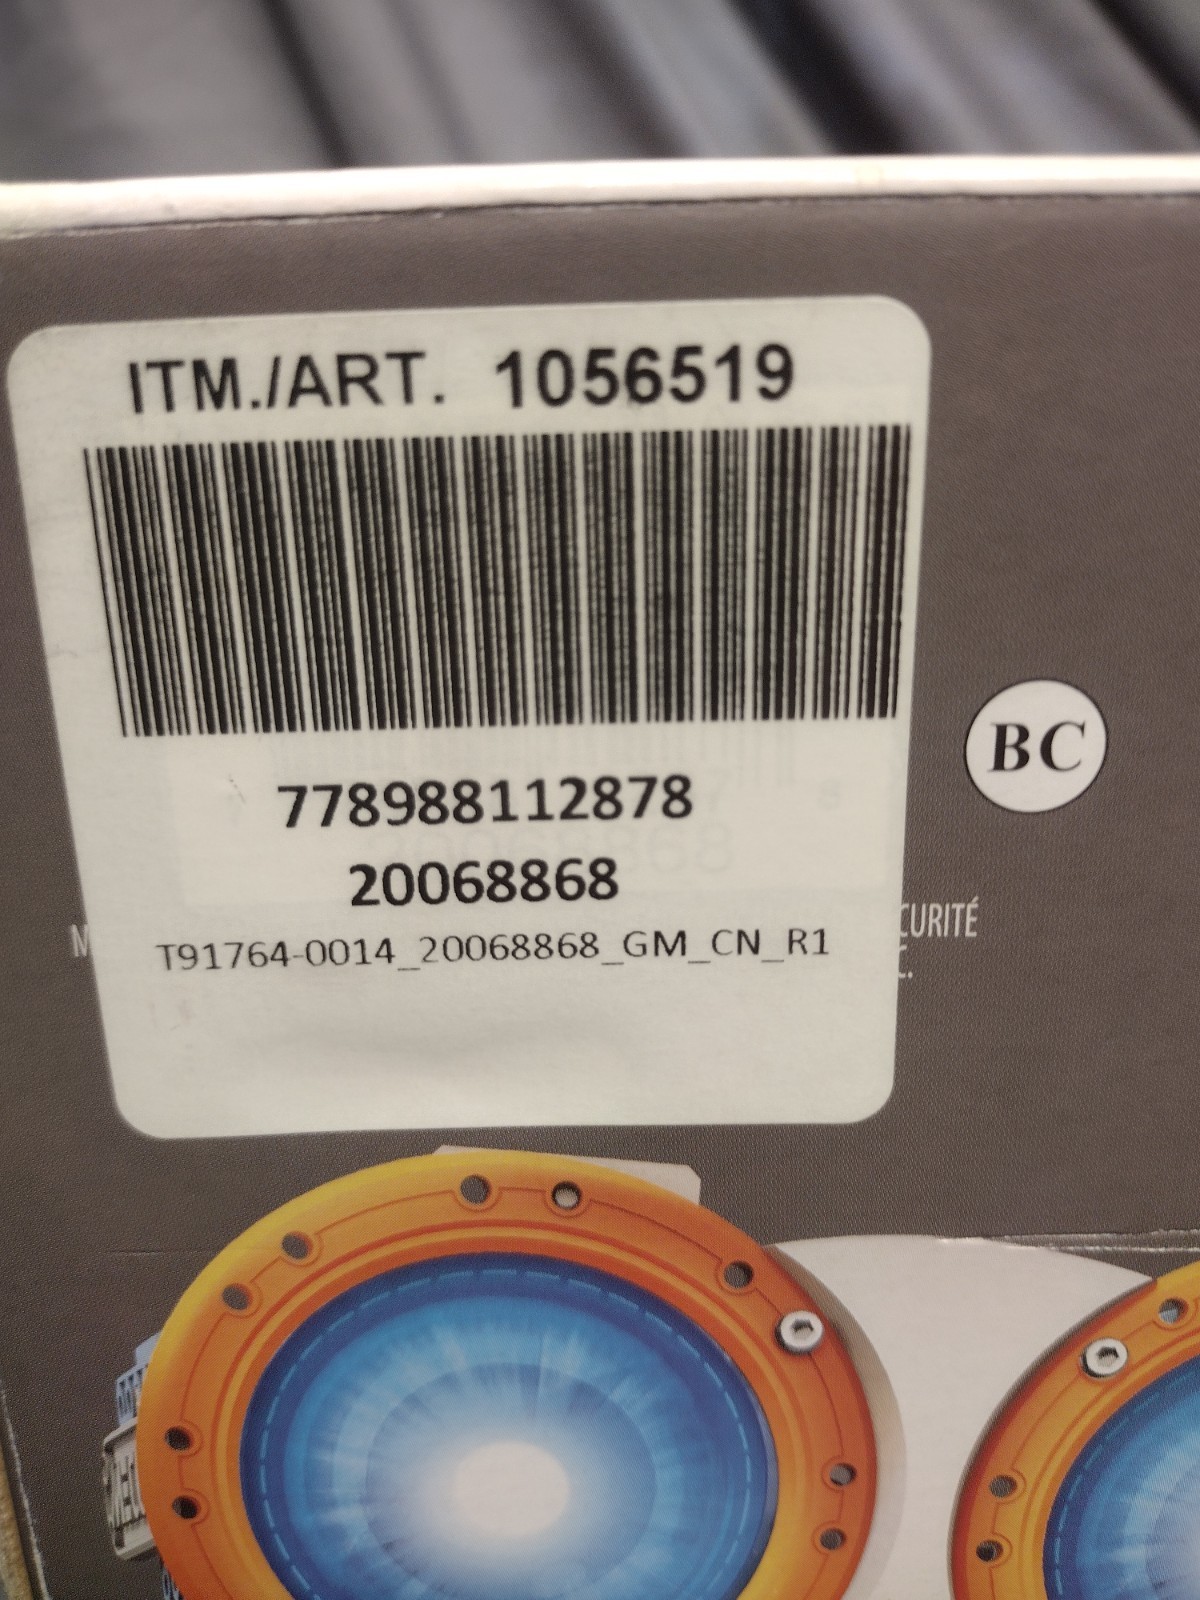 ITM./ART. 1056519
778988112878
20068868
T91764-0014_20068868_GM_CN_R1
BC
CURITÉ
C.
M